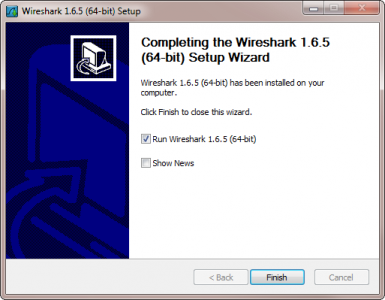 Wireshark 1.6.5 (64-bit) Setup
Completing the Wireshark 1.6.5
(64-bit) Setup Wizard
Wireshark 1.6.5 (64-bit) has been installed on your
computer.
Click Finish to close this wizard.
Run Wireshark 1.6.5 (64-bit)
Show News
< Back
Finish
Cancel